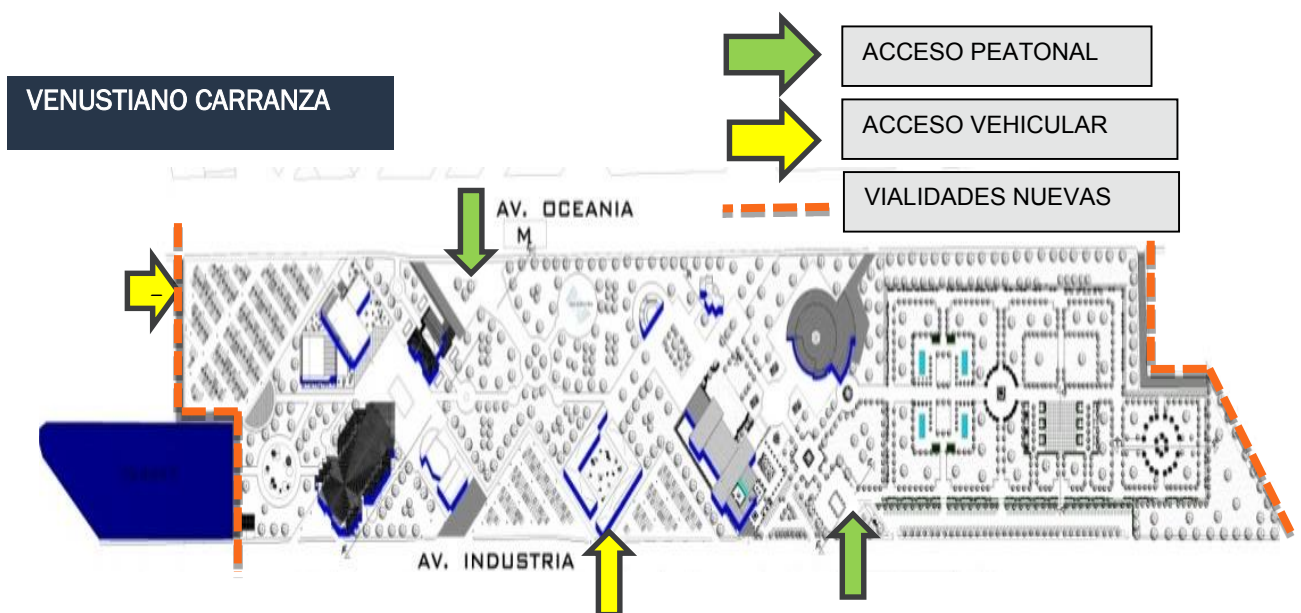 VENUSTIANO CARRANZA
ACCESO PEATONAL
ACCESO VEHICULAR
VIALIDADES NUEVAS
AV. OCEANIA
M
AV. INDUSTRIA